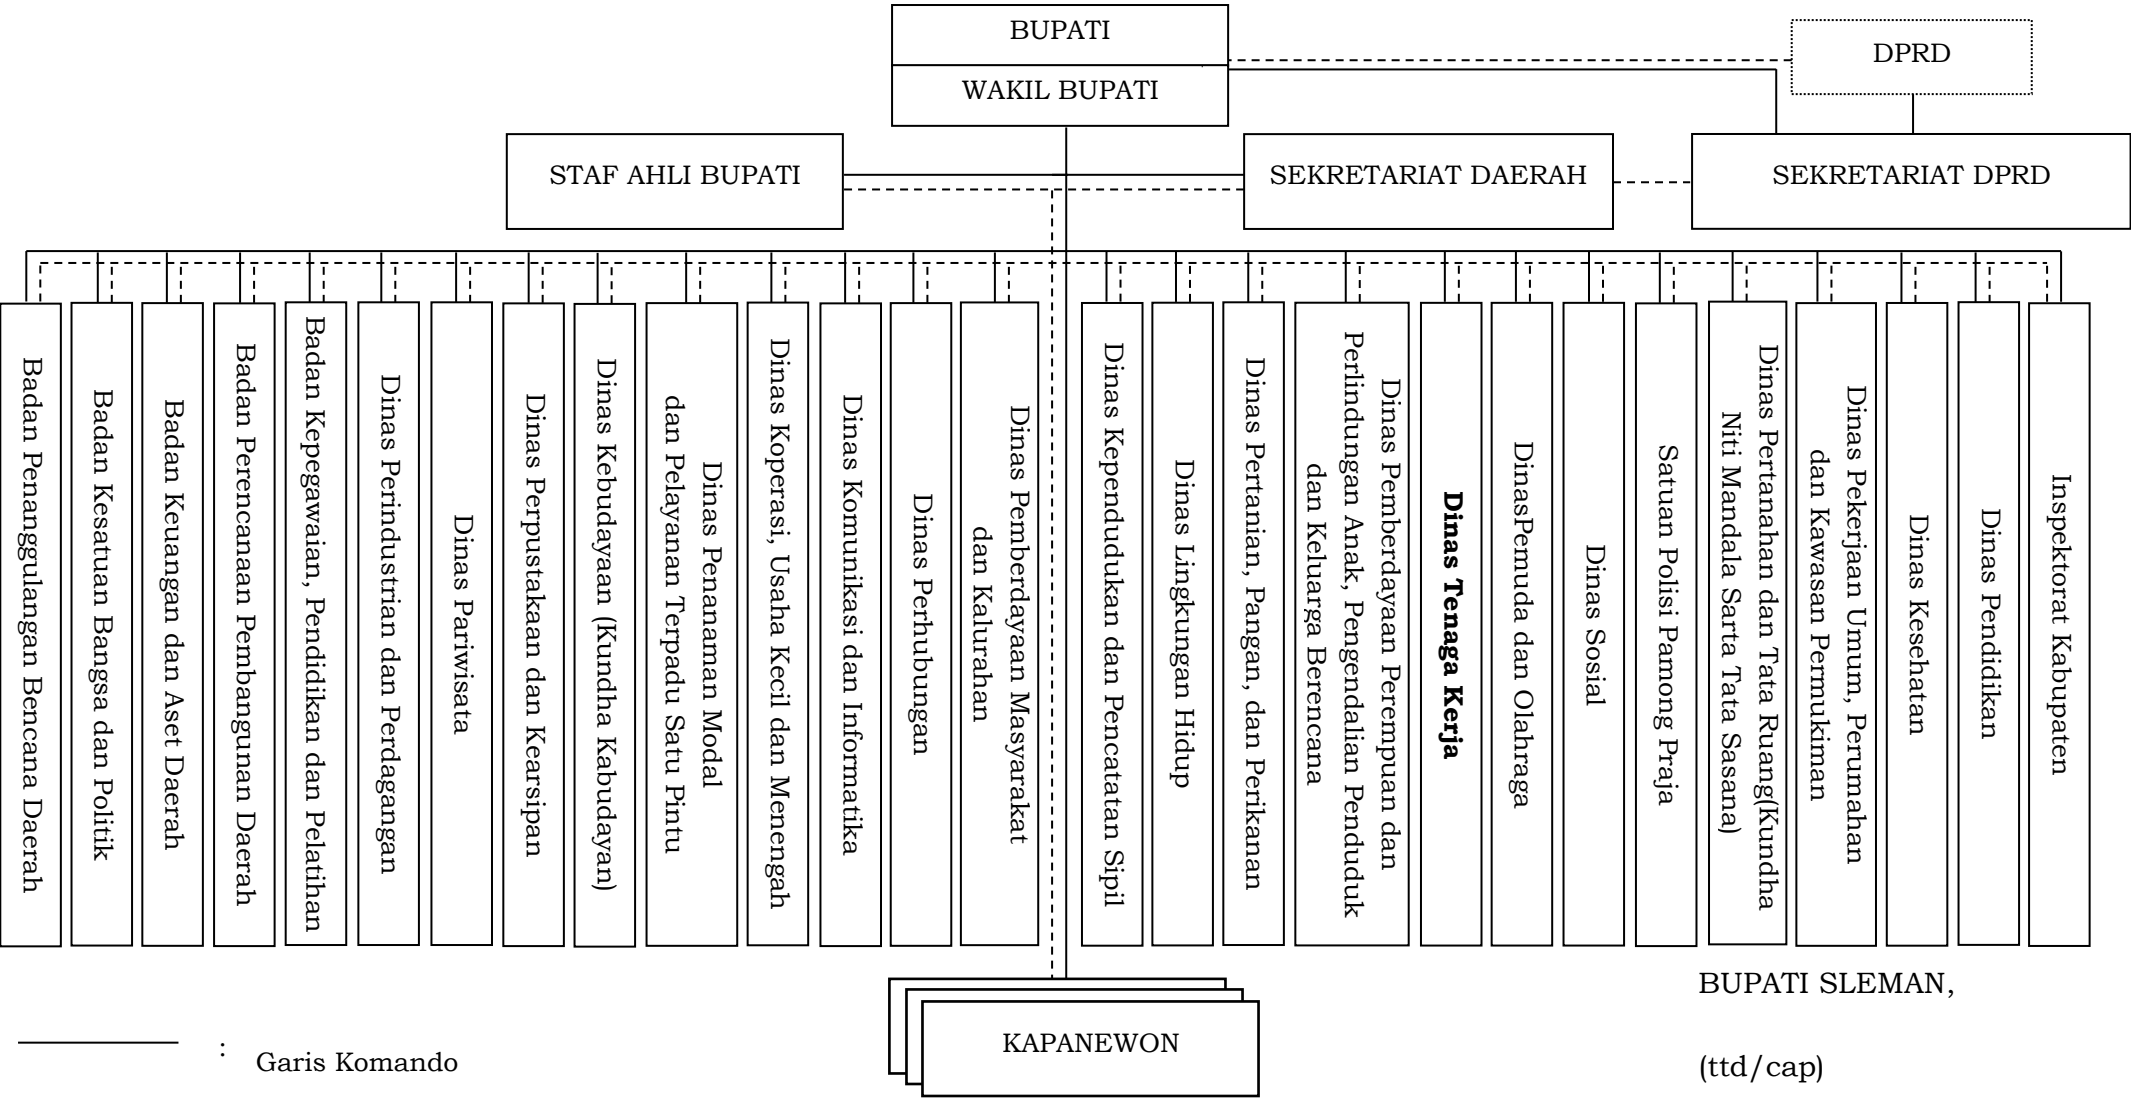 BUPATI
DPRD
WAKIL BUPATI
STAF AHLI BUPATI
SEKRETARIAT DAERAH
SEKRETARIAT DPRD
Badan Penanggulangan Bencana Daerah
Badan Kesatuan Bangsa dan Politik
Badan Keuangan dan Aset Daerah
Badan Perencanaan Pembangunan Daerah
Badan Kepegawaian, Pendidikan dan Pelatihan
Dinas Perindustrian dan Perdagangan
Dinas Pariwisata
Dinas Perpustakaan dan Kearsipan
Dinas Kebudayaan (Kundha Kabudayan)
Dinas Penanaman Modal
dan Pelayanan Terpadu Satu Pintu
Dinas Koperasi, Usaha Kecil dan Menengah
Dinas Komunikasi dan Informatika
Dinas Perhubungan
Dinas Pemberdayaan Masyarakat
dan Kalurahan
Dinas Kependudukan dan Pencatatan Sipil
Dinas Lingkungan Hidup
Dinas Pertanian, Pangan, dan Perikanan
Dinas Pemberdayaan Perempuan dan
Perlindungan Anak, Pengendalian Penduduk
dan Keluarga Berencana
Dinas Tenaga Kerja
DinasPemuda dan Olahraga
Dinas Sosial
Satuan Polisi Pamong Praja
Dinas Pertanahan dan Tata Ruang(Kundha
Niti Mandala Sarta Tata Sasana)
Dinas Pekerjaan Umum, Perumahan
dan Kawasan Permukiman
Dinas Kesehatan
Dinas Pendidikan
Inspektorat Kabupaten
KAPANEWON
BUPATI SLEMAN,
(ttd/cap)
: Garis Komando